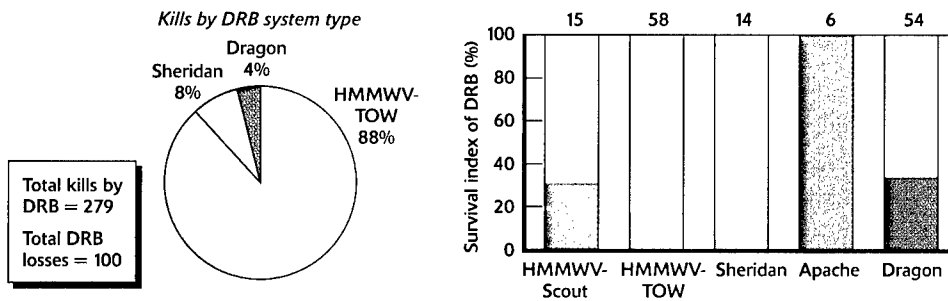 Kills by DRB system type
Dragon
4%
Sheridan
8%
HMMWV-
TOW
88%
Total kills by
DRB = 279
Total DRB
losses = 100
15 58 14 6 54
Survival index of DRB (%)
100
80
60
40
20
0
HMMWV-
Scout
HMMWV-
TOW
Sheridan
Apache
Dragon